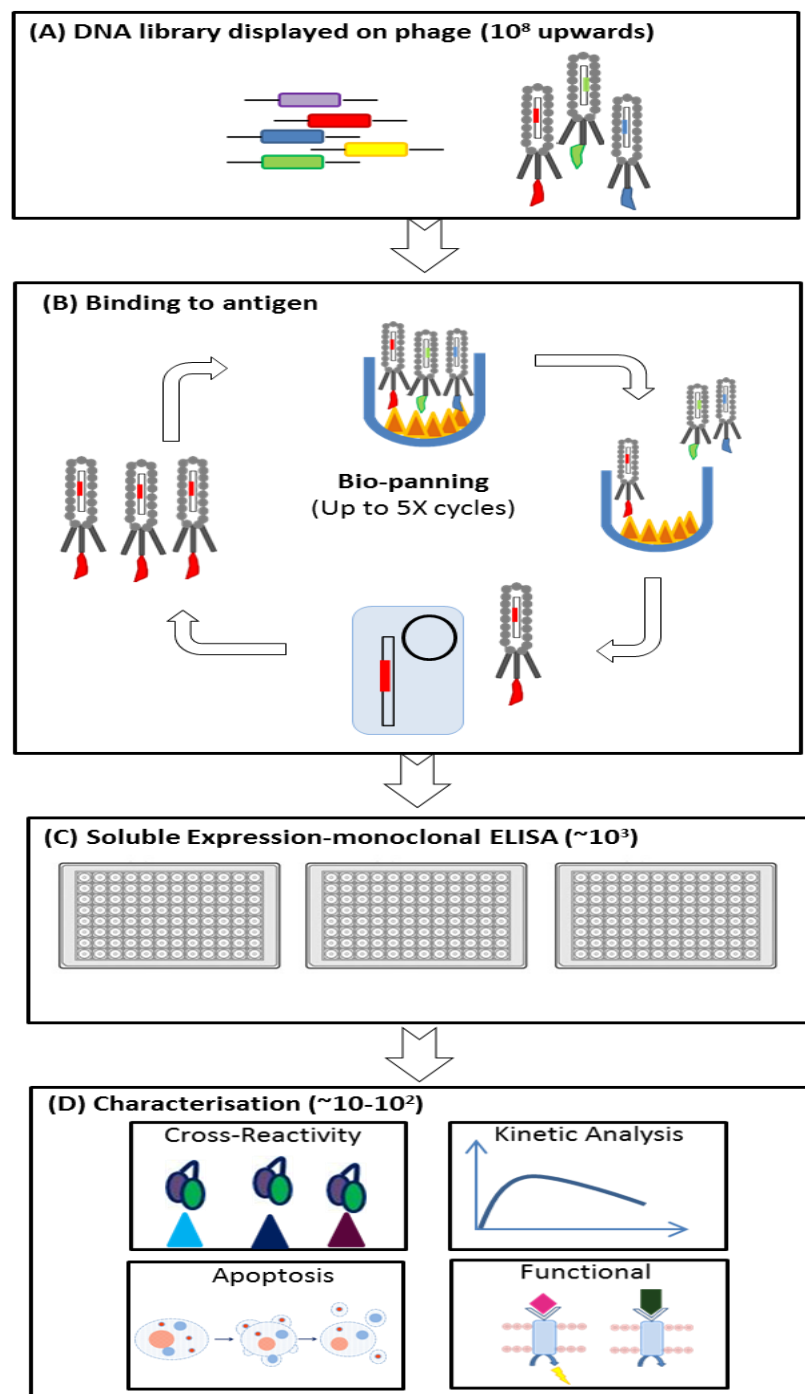 (A) DNA library displayed on phage (10⁸ upwards)
(B) Binding to antigen
Bio-panning
(Up to 5X cycles)
(C) Soluble Expression-monoclonal ELISA (~10³)
(D) Characterisation (~10-10²)
Cross-Reactivity
Kinetic Analysis
Apoptosis
Functional